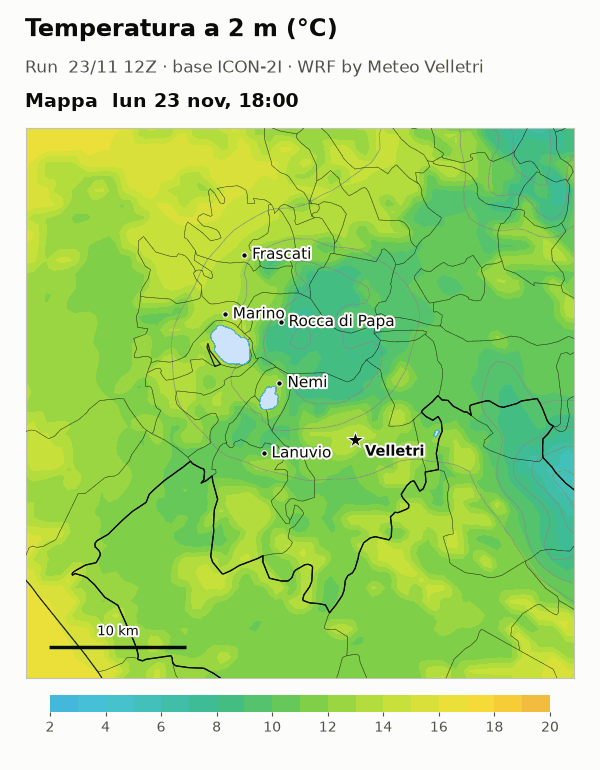 Temperatura a 2 m (°C)
Run  23/11 12Z · base ICON-2I · WRF by Meteo Velletri
Mappa  lun 23 nov, 18:00
Frascati
Marino
Rocca di Papa
Nemi
Velletri
Lanuvio
10 km
2 4 6 8 10 12 14 16 18 20